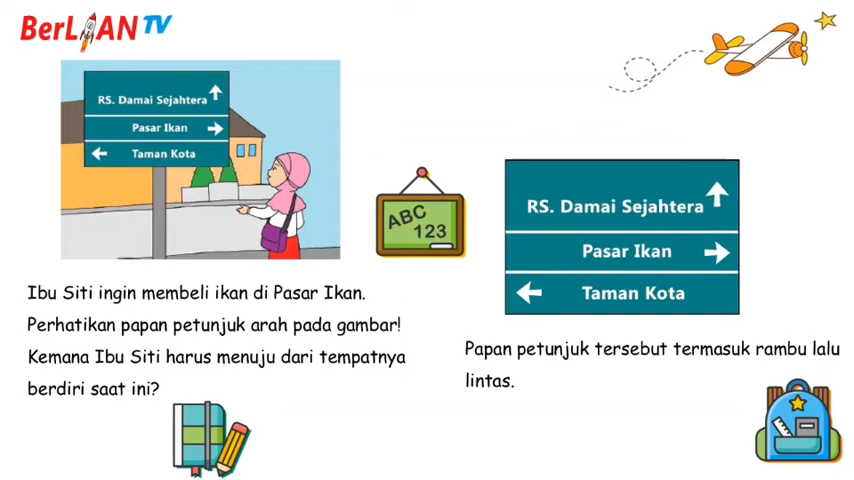 BerLIAN TV
RS. Damai Sejahtera
Pasar Ikan
Taman Kota
ABC
123
RS. Damai Sejahtera
Pasar Ikan
Taman Kota
Ibu Siti ingin membeli ikan di Pasar Ikan.
Perhatikan papan petunjuk arah pada gambar!
Kemana Ibu Siti harus menuju dari tempatnya
berdiri saat ini?
Papan petunjuk tersebut termasuk rambu lalu
lintas.